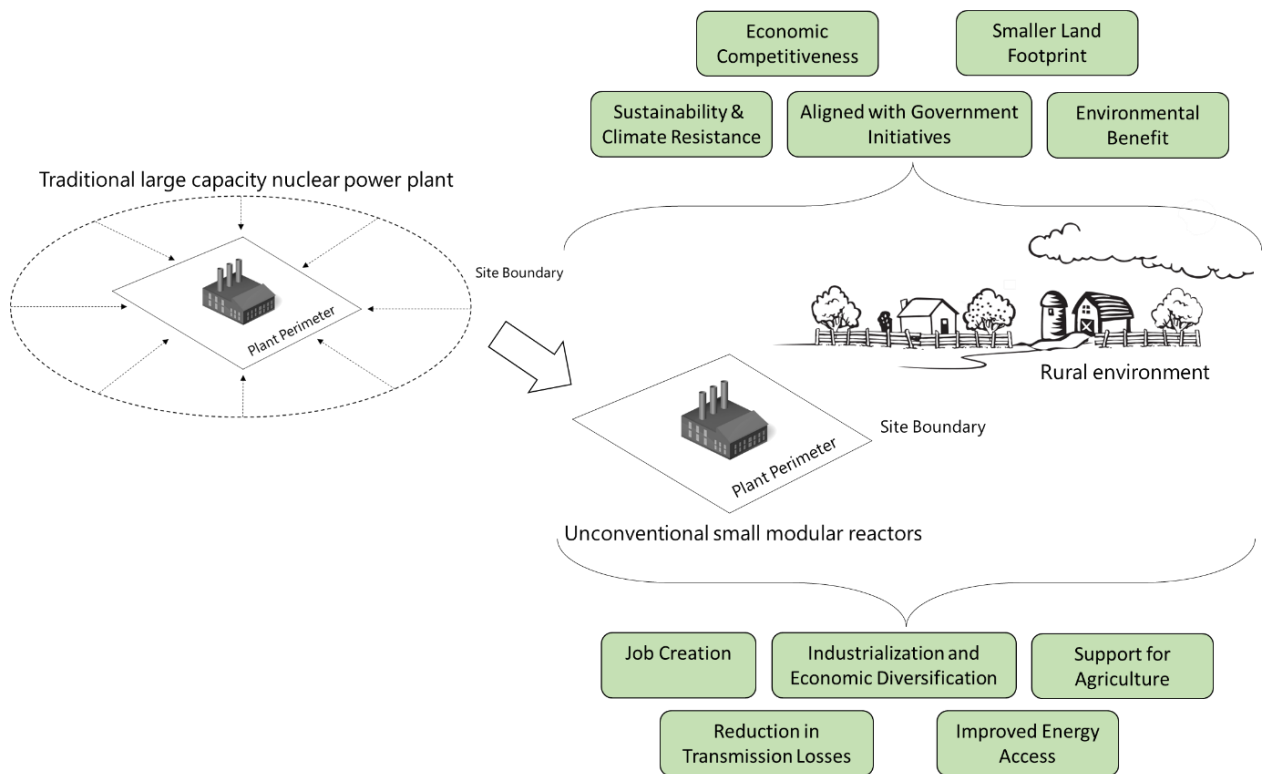 Economic
Competitiveness
Smaller Land
Footprint
Sustainability &
Climate Resistance
Aligned with Government
Initiatives
Environmental
Benefit
Traditional large capacity nuclear power plant
Site Boundary
Plant Perimeter
Rural environment
Site Boundary
Plant Perimeter
Unconventional small modular reactors
Job Creation
Industrialization and
Economic Diversification
Support for
Agriculture
Reduction in
Transmission Losses
Improved Energy
Access